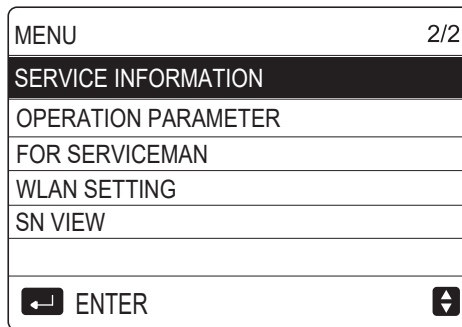 MENU 2/2
SERVICE INFORMATION
OPERATION PARAMETER
FOR SERVICEMAN
WLAN SETTING
SN VIEW
ENTER